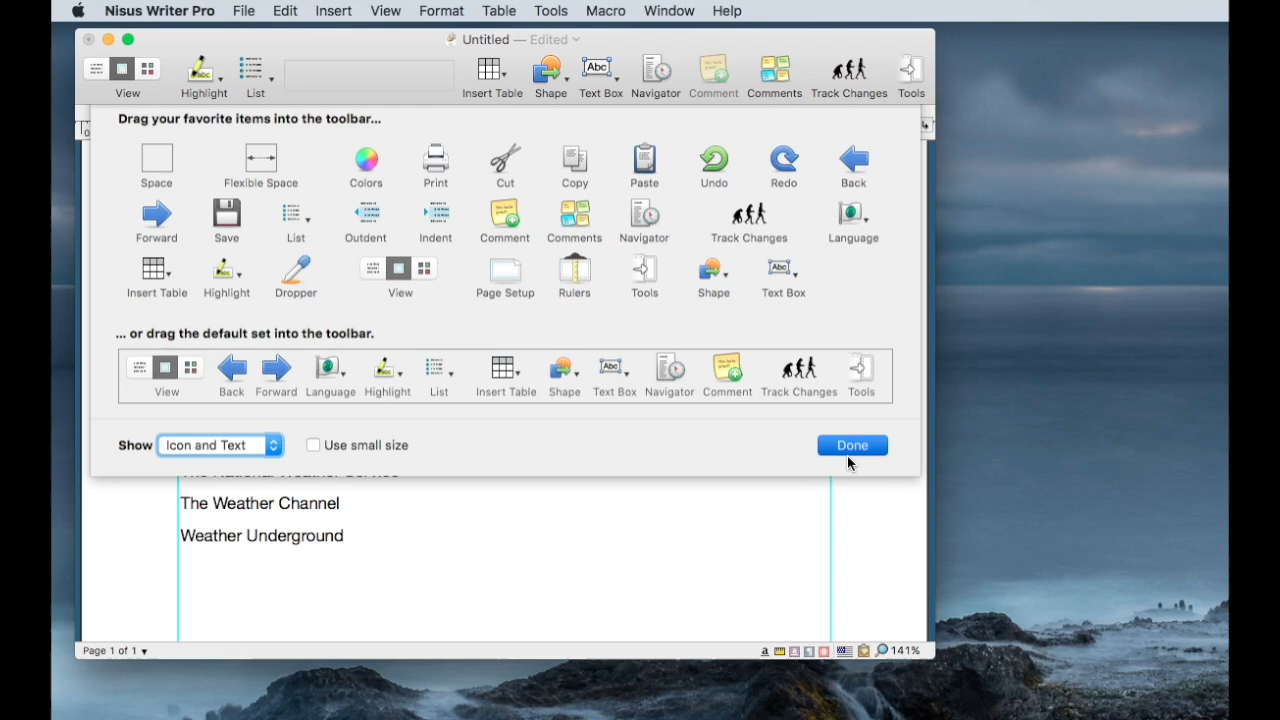 Nisus Writer Pro File Edit Insert View Format Table Tools Macro Window Help
Untitled — Edited
View Highlight List Insert Table Shape Text Box Navigator Comment Comments Track Changes Tools
Drag your favorite items into the toolbar...
Space Flexible Space Colors Print Cut Copy Paste Undo Redo Back
Forward Save List Outdent Indent Comment Comments Navigator Track Changes Language
Insert Table Highlight Dropper View Page Setup Rulers Tools Shape Text Box
... or drag the default set into the toolbar.
View Back Forward Language Highlight List Insert Table Shape Text Box Navigator Comment Track Changes Tools
Show Icon and Text Use small size Done
The Weather Channel
Weather Underground
Page 1 of 1 a 141%